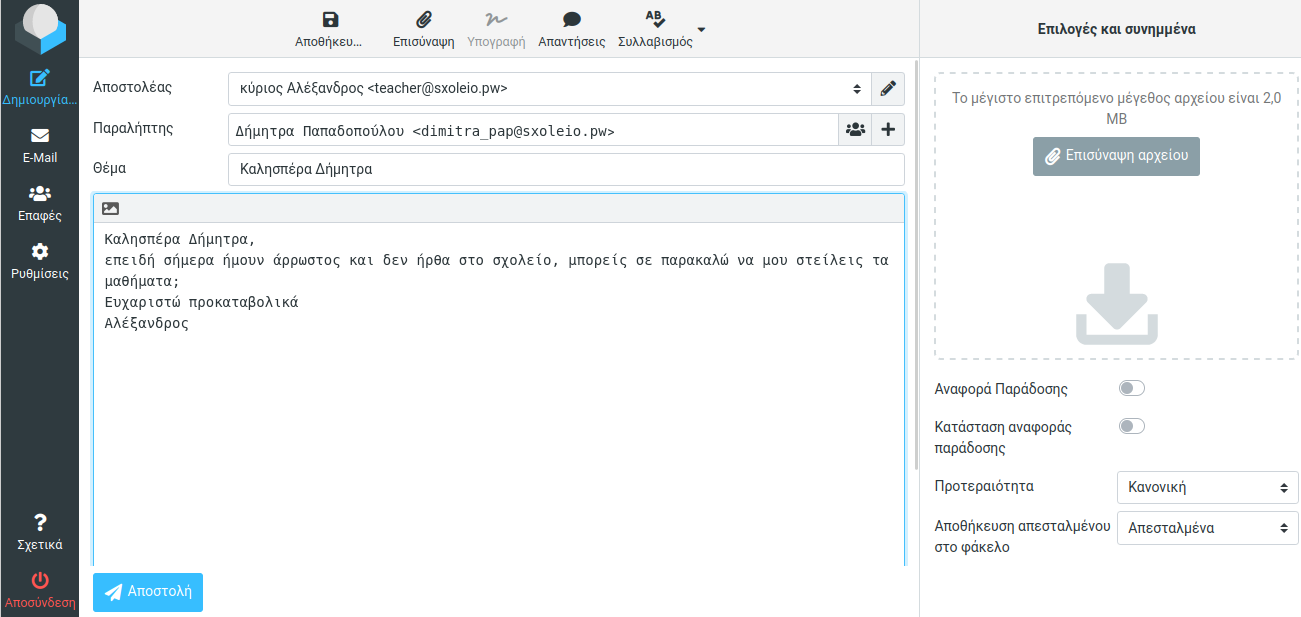 Αποθήκευ...
Επισύναψη
Υπογραφή
Απαντήσεις
Συλλαβισμός
Επιλογές και συνημμένα
Δημιουργία...
E-Mail
Επαφές
Ρυθμίσεις
Σχετικά
Αποσύνδεση
Αποστολέας
κύριος Αλέξανδρος <teacher@sxoleio.pw>
Παραλήπτης
Δήμητρα Παπαδοπούλου <dimitra_pap@sxoleio.pw>
Θέμα
Καλησπέρα Δήμητρα
Καλησπέρα Δήμητρα,
επειδή σήμερα ήμουν άρρωστος και δεν ήρθα στο σχολείο, μπορείς σε παρακαλώ να μου στείλεις τα
μαθήματα;
Ευχαριστώ προκαταβολικά
Αλέξανδρος
Αποστολή
Το μέγιστο επιτρεπόμενο μέγεθος αρχείου είναι 2,0
MB
Επισύναψη αρχείου
Αναφορά Παράδοσης
Κατάσταση αναφοράς
παράδοσης
Προτεραιότητα
Κανονική
Αποθήκευση απεσταλμένου
στο φάκελο
Απεσταλμένα